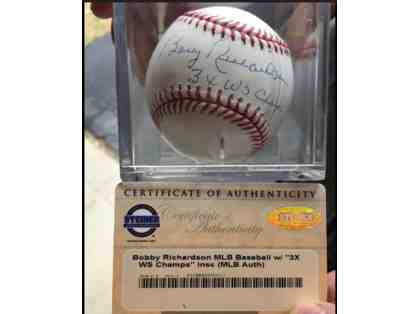 Bobby Richardson
3X WS Champs
CERTIFICATE OF AUTHENTICITY
STEINER
Certificate of
Authenticity
Bobby Richardson MLB Baseball w/ "3X
WS Champs" Insc (MLB Auth)